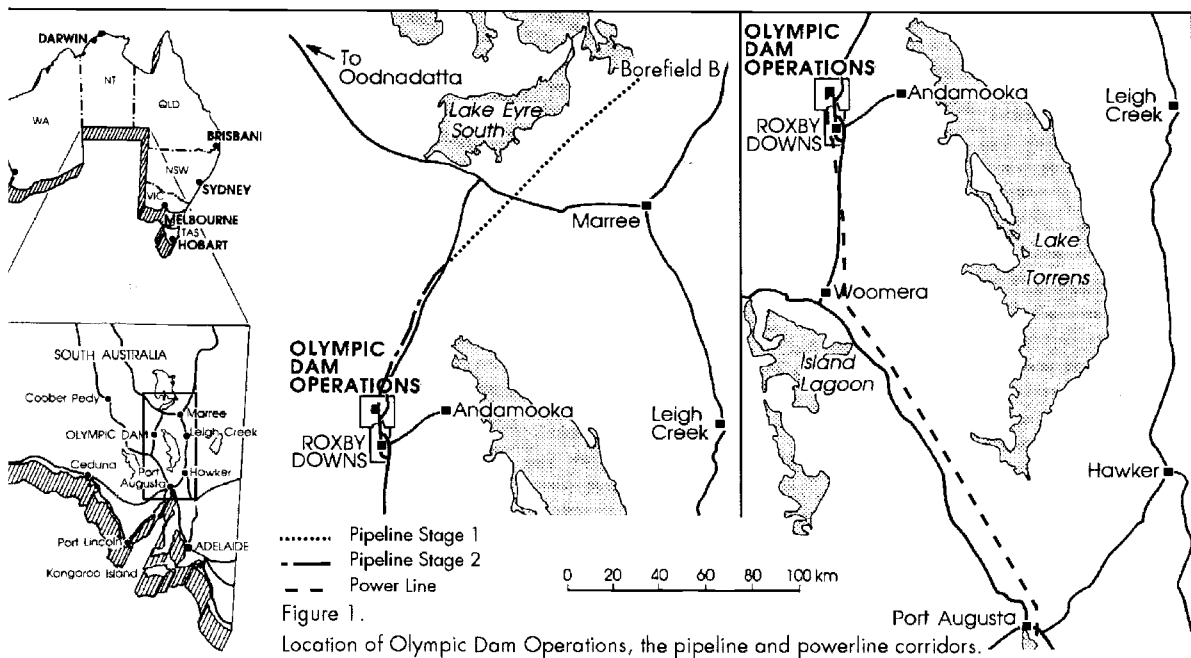 DARWIN
NT
QLD
WA
BRISBANI
NSW
SYDNEY
VIC
MELBOURNE
TAS
HOBART
SOUTH AUSTRALIA
Coober Pedy
Marree
OLYMPIC DAM
Leigh Creek
Ceduna
Port
Augusta
Hawker
Port Lincoln
ADELAIDE
Kangaroo Island
To
Oodnadatta
Borefield B
Lake Eyre
South
Marree
OLYMPIC
DAM
OPERATIONS
Andamooka
ROXBY
DOWNS
Leigh
Creek
Pipeline Stage 1
Pipeline Stage 2
Power Line
0 20 40 60 80 100 km
OLYMPIC
DAM
OPERATIONS
Andamooka
ROXBY
DOWNS
Leigh
Creek
Lake
Torrens
Woomera
Island
Lagoon
Hawker
Port Augusta
Figure 1.
Location of Olympic Dam Operations, the pipeline and powerline corridors.